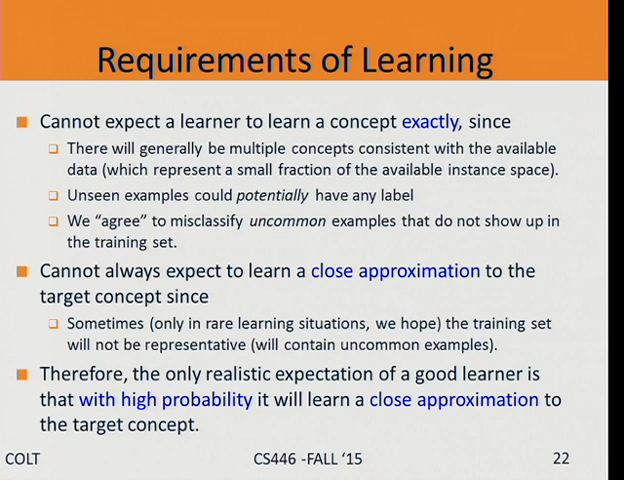 Requirements of Learning
Cannot expect a learner to learn a concept exactly, since
There will generally be multiple concepts consistent with the available
data (which represent a small fraction of the available instance space).
Unseen examples could potentially have any label
We “agree” to misclassify uncommon examples that do not show up in
the training set.
Cannot always expect to learn a close approximation to the
target concept since
Sometimes (only in rare learning situations, we hope) the training set
will not be representative (will contain uncommon examples).
Therefore, the only realistic expectation of a good learner is
that with high probability it will learn a close approximation to
the target concept.
COLT CS446 -FALL ‘15 22